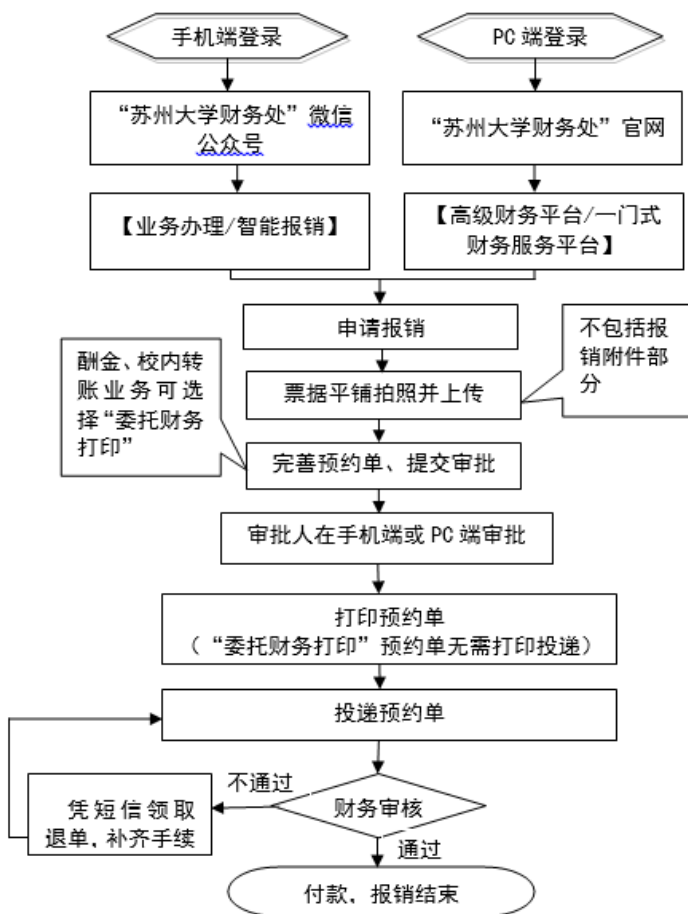 手机端登录
PC 端登录
“苏州大学财务处”微信
公众号
“苏州大学财务处”官网
【业务办理/智能报销】
【高级财务平台/一门式
财务服务平台】
申请报销
不包括报
销附件部
分
酬金、校内转
账业务可选
择“委托财务
打印”
票据平铺拍照并上传
完善预约单、提交审批
审批人在手机端或 PC 端审批
打印预约单
（“委托财务打印”预约单无需打印投递）
投递预约单
不通过
财务审核
凭短信领取
退单，补齐手续
通过
付款，报销结束